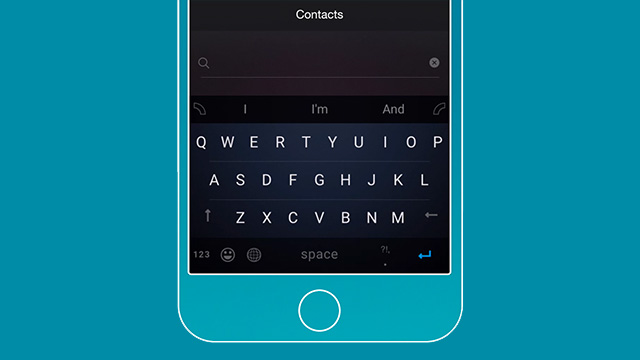 Contacts
I I'm And
Q W E R T Y U I O P
A S D F G H J K L
Z X C V B N M
123 space ?!, .